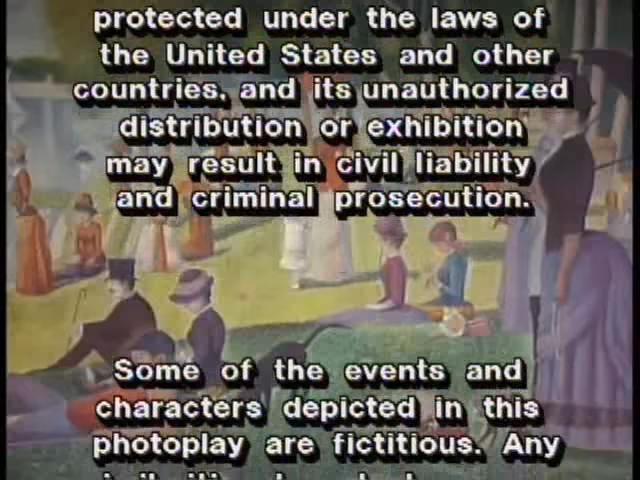 protected under the laws of
the United States and other
countries, and its unauthorized
distribution or exhibition
may result in civil liability
and criminal prosecution.
Some of the events and
characters depicted in this
photoplay are fictitious. Any